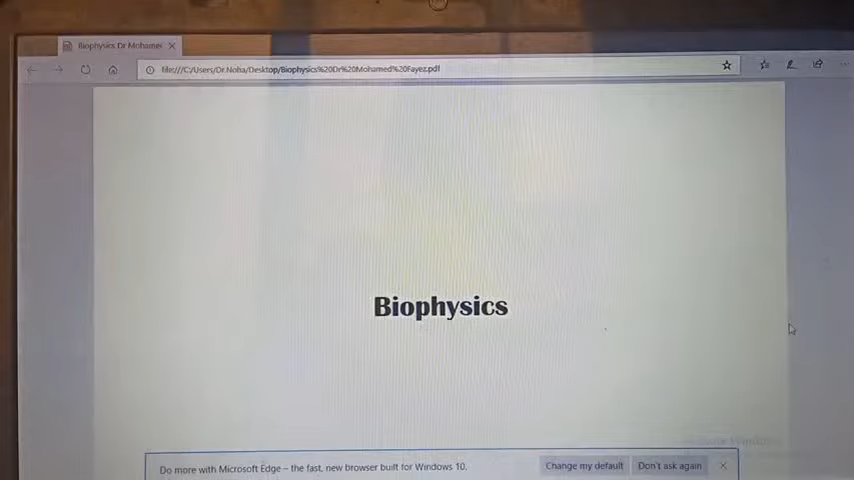 Biophysics Dr Mohamed
file:///C:/Users/Dr.Noha/Desktop/Biophysics%20Dr%20Mohamed%20Fayez.pdf
Biophysics
Do more with Microsoft Edge – the fast, new browser built for Windows 10.
Change my default
Don't ask again